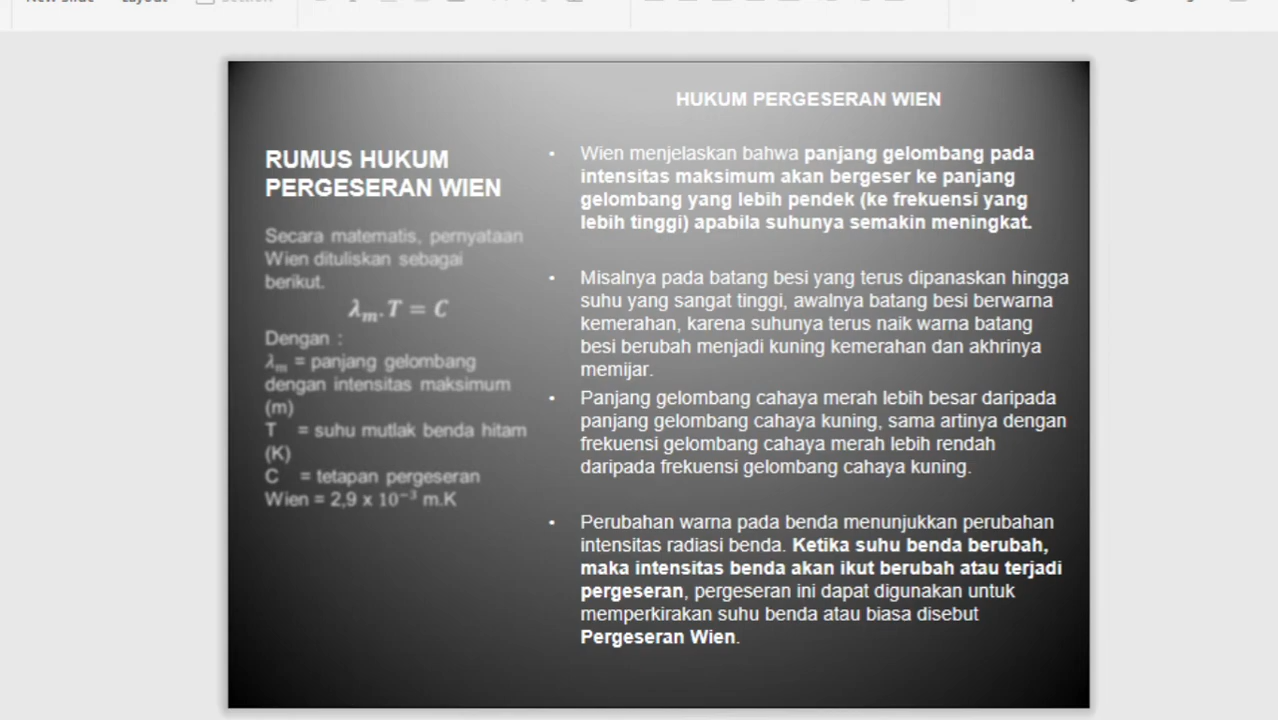 HUKUM PERGESERAN WIEN
RUMUS HUKUM
PERGESERAN WIEN
Secara matematis, pernyataan
Wien dituliskan sebagai
berikut.
λₘ.T = C
Dengan :
λₘ = panjang gelombang
dengan intensitas maksimum
(m)
T = suhu mutlak benda hitam
(K)
C = tetapan pergeseran
Wien = 2,9 x 10⁻³ m.K
• Wien menjelaskan bahwa panjang gelombang pada
intensitas maksimum akan bergeser ke panjang
gelombang yang lebih pendek (ke frekuensi yang
lebih tinggi) apabila suhunya semakin meningkat.
• Misalnya pada batang besi yang terus dipanaskan hingga
suhu yang sangat tinggi, awalnya batang besi berwarna
kemerahan, karena suhunya terus naik warna batang
besi berubah menjadi kuning kemerahan dan akhrinya
memijar.
• Panjang gelombang cahaya merah lebih besar daripada
panjang gelombang cahaya kuning, sama artinya dengan
frekuensi gelombang cahaya merah lebih rendah
daripada frekuensi gelombang cahaya kuning.
• Perubahan warna pada benda menunjukkan perubahan
intensitas radiasi benda. Ketika suhu benda berubah,
maka intensitas benda akan ikut berubah atau terjadi
pergeseran, pergeseran ini dapat digunakan untuk
memperkirakan suhu benda atau biasa disebut
Pergeseran Wien.